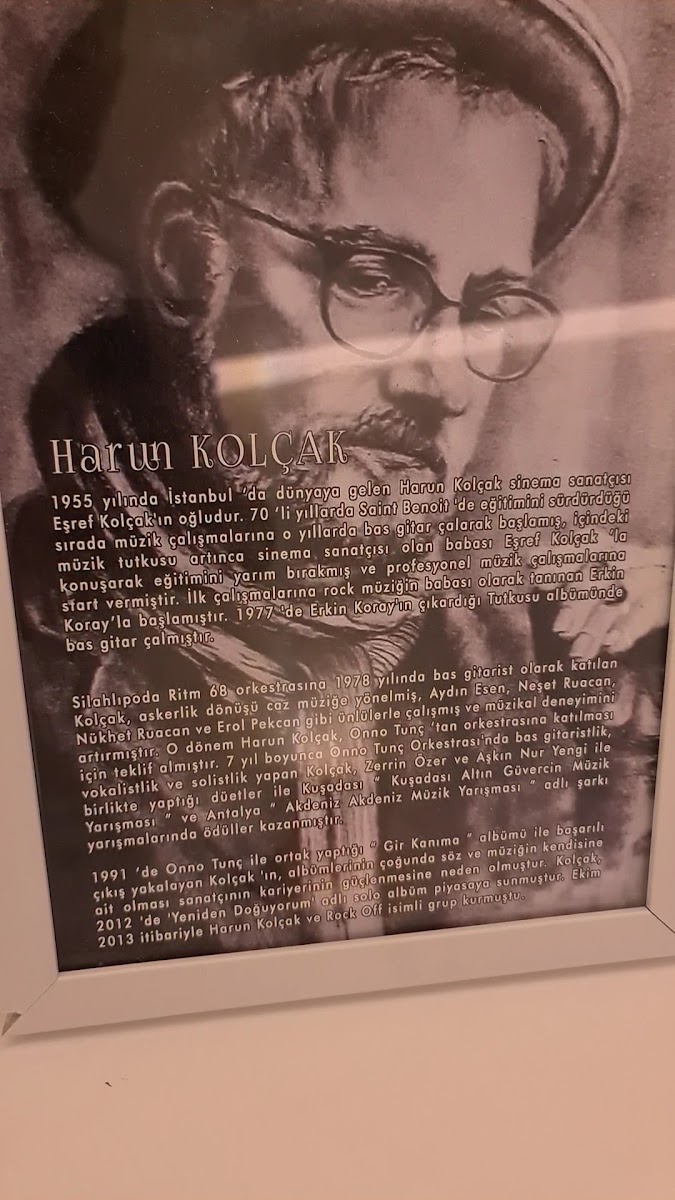 Harun KOLÇAK
1955 yılında İstanbul 'da dünyaya gelen Harun Kolçak sinema sanatçısı
Eşref Kolçak'ın oğludur. 70 'li yıllarda Saint Benoit 'de eğitimini sürdürdüğü
sırada müzik çalışmalarına o yıllarda bas gitar çalarak başlamış, içindeki
müzik tutkusu artınca sinema sanatçısı olan babası Eşref Kolçak 'la
konuşarak eğitimini yarım bırakmış ve profesyonel müzik çalışmalarına
start vermiştir. İlk çalışmalarına rock müziğin babası olarak tanınan Erkin
Koray'la başlamıştır. 1977 'de Erkin Koray'ın çıkardığı Tutkusu albümünde
bas gitar çalmıştır.
Silahlıpoda Ritm 68 orkestrasına 1978 yılında bas gitarist olarak katılan
Kolçak, askerlik dönüşü caz müziğe yönelmiş, Aydın Esen, Neşet Ruacan,
Nükhet Ruacan ve Erol Pekcan gibi ünlülerle çalışmış ve müzikal deneyimini
artırmıştır. O dönem Harun Kolçak, Onno Tunç 'tan orkestrasına katılması
için teklif almıştır. 7 yıl boyunca Onno Tunç Orkestrası'nda bas gitaristlik,
vokalistlik ve solistlik yapan Kolçak, Zerrin Özer ve Aşkın Nur Yengi ile
birlikte yaptığı düetler ile Kuşadası " Kuşadası Altın Güvercin Müzik
Yarışması " ve Antalya " Akdeniz Akdeniz Müzik Yarışması " adlı şarkı
yarışmalarında ödüller kazanmıştır.
1991 'de Onno Tunç ile ortak yaptığı " Gir Kanıma " albümü ile başarılı
çıkış yakalayan Kolçak 'ın, albümlerinin çoğunda söz ve müziğin kendisine
ait olması sanatçının kariyerinin güçlenmesine neden olmuştur. Kolçak,
2012 'de 'Yeniden Doğuyorum' adlı solo albüm piyasaya sunmuştur. Ekim
2013 itibariyle Harun Kolçak ve Rock Off isimli grup kurmuştu.